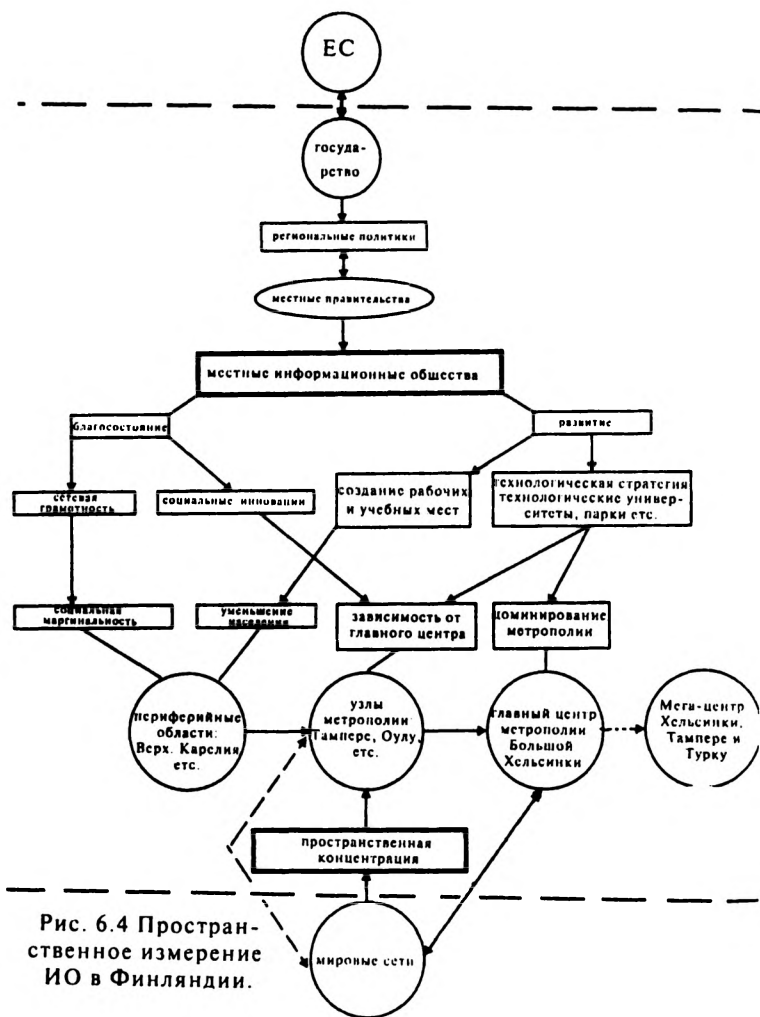 ЕС
госуда-
рство
региональные политики
местные правительства
местные информационные общества
благосостояние
развитие
сетевая
грамотность
социальные инновации
создание рабочих
и учебных мест
технологическая стратегия
технологические универ-
ситеты, парки етс.
социальная
маргинальность
уменьшение
населения
зависимость от
главного центра
доминирование
метрополии
периферийные
области:
Верх. Карелия
етс.
узлы
метрополии:
Тампере, Оулу,
етс.
главный центр
метрополии
Большой
Хельсинки
Мега-центр
Хельсинки,
Тампере и
Турку
пространственная
концентрация
мировые сети
Рис. 6.4 Простран-
ственное измерение
ИО в Финляндии.